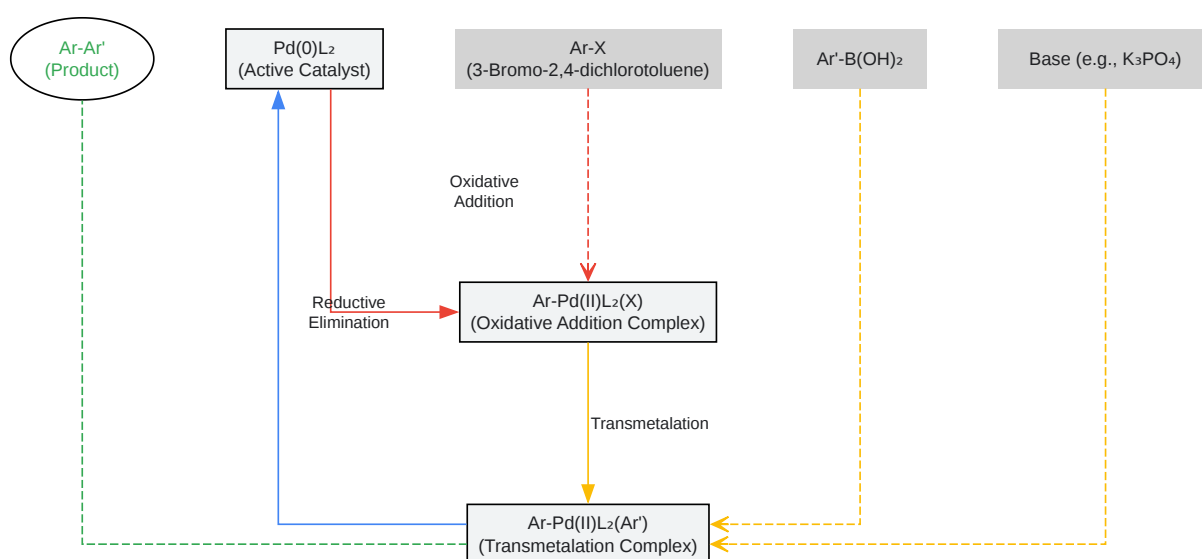 Ar-Ar'
(Product)
Pd(0)L₂
(Active Catalyst)
Ar-X
(3-Bromo-2,4-dichlorotoluene)
Ar'-B(OH)₂
Base (e.g., K₃PO₄)
Oxidative
Addition
Reductive
Elimination
Ar-Pd(II)L₂(X)
(Oxidative Addition Complex)
Transmetalation
Ar-Pd(II)L₂(Ar')
(Transmetalation Complex)